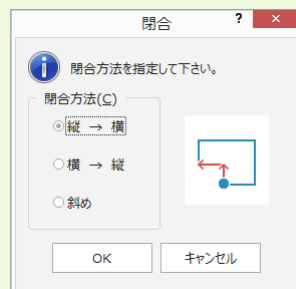 閉合
?
×
閉合方法を指定して下さい。
閉合方法(C)
縦 → 横
横 → 縦
斜め
OK
キャンセル